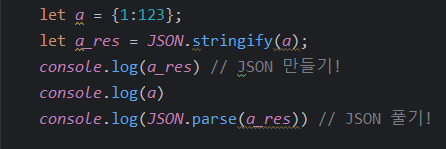 let a = {1:123};
let a_res = JSON.stringify(a);
console.log(a_res) // JSON 만들기!
console.log(a)
console.log(JSON.parse(a_res)) // JSON 풀기!